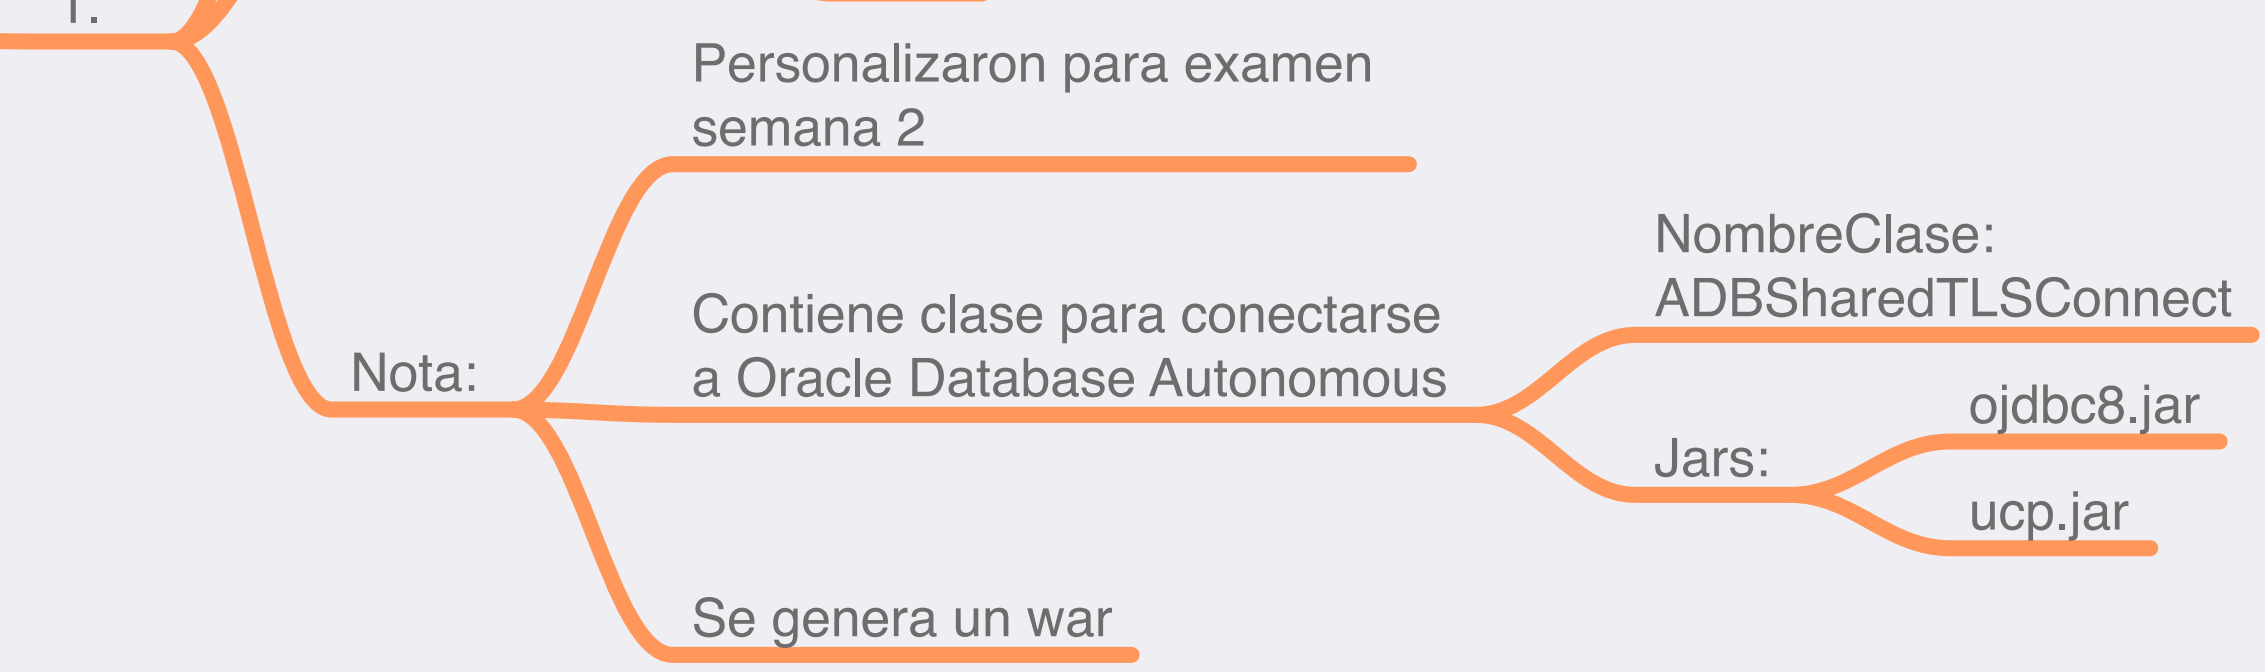 Personalizaron para examen
semana 2
NombreClase:
ADBSharedTLSConnect
Contiene clase para conectarse
a Oracle Database Autonomous
Nota:
ojdbc8.jar
Jars:
ucp.jar
Se genera un war